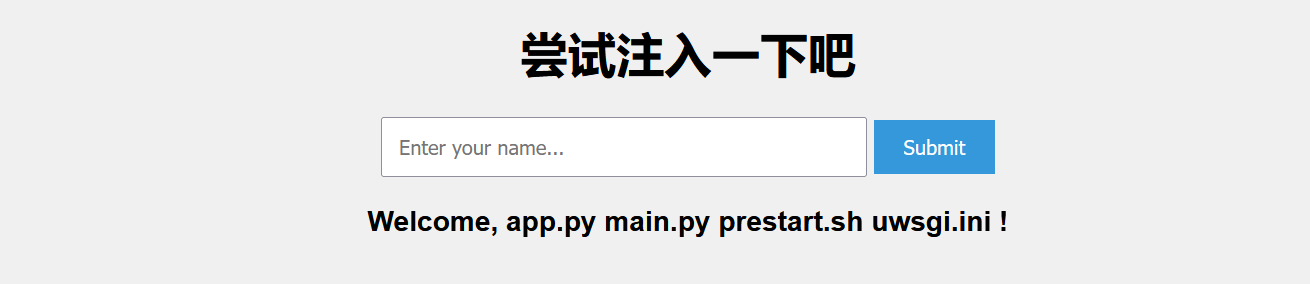 尝试注入一下吧
Enter your name... Submit
Welcome, app.py main.py prestart.sh uwsgi.ini !